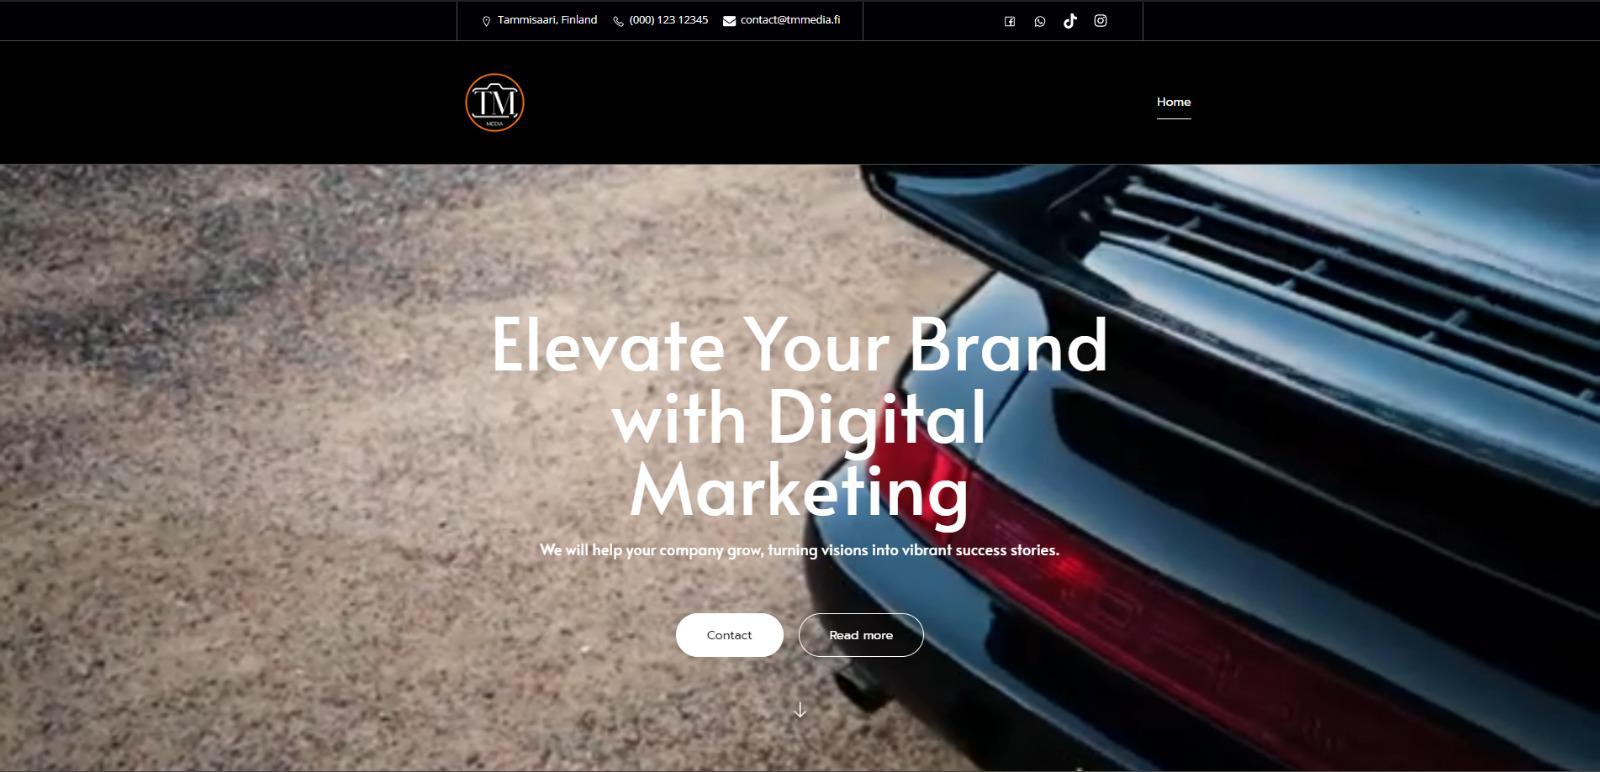 Tammisaari, Finland (000) 123 12345 contact@tmmedia.fi
TM
MEDIA
Home
Elevate Your Brand
with Digital
Marketing
We will help your company grow, turning visions into vibrant success stories.
Contact Read more